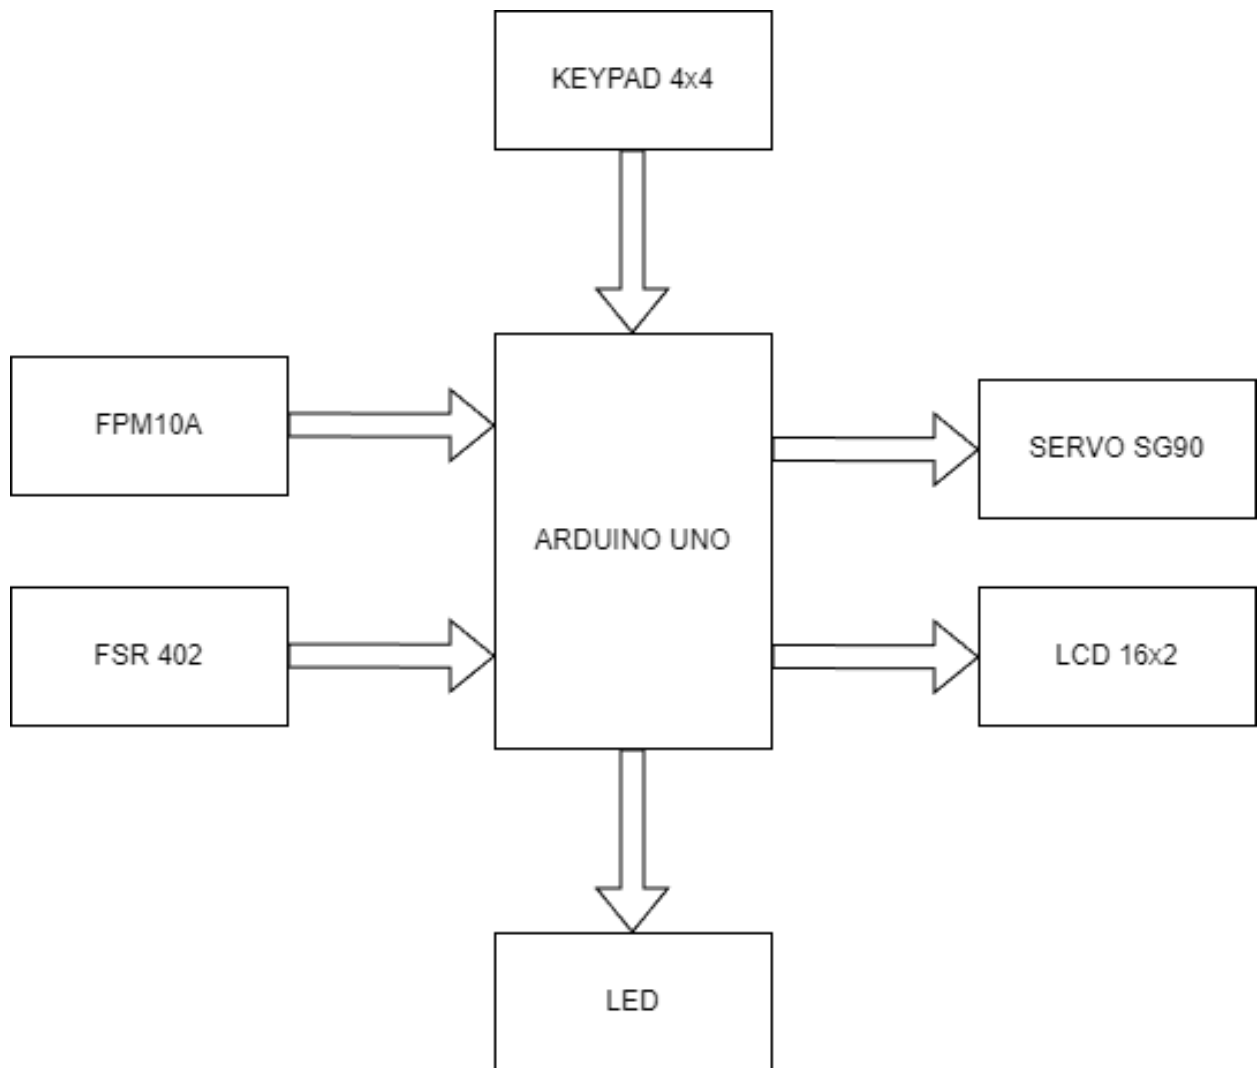 KEYPAD 4x4
FPM10A
SERVO SG90
ARDUINO UNO
FSR 402
LCD 16x2
LED